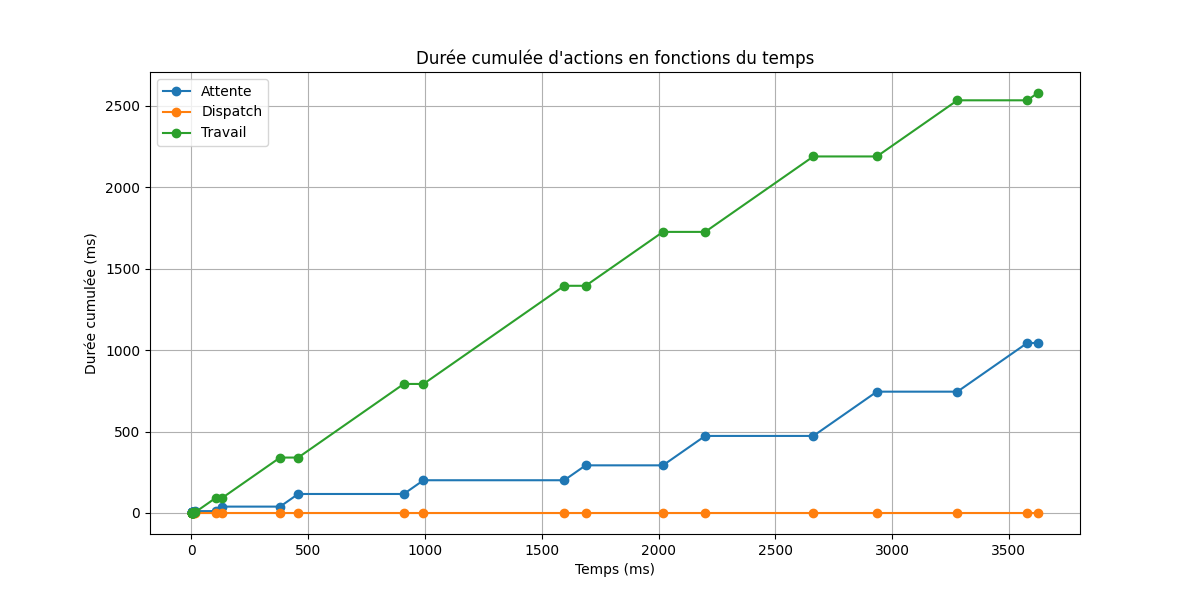 Durée cumulée d'actions en fonctions du temps
Attente
Dispatch
Travail
Durée cumulée (ms)
2500
2000
1500
1000
500
0
0 500 1000 1500 2000 2500 3000 3500
Temps (ms)